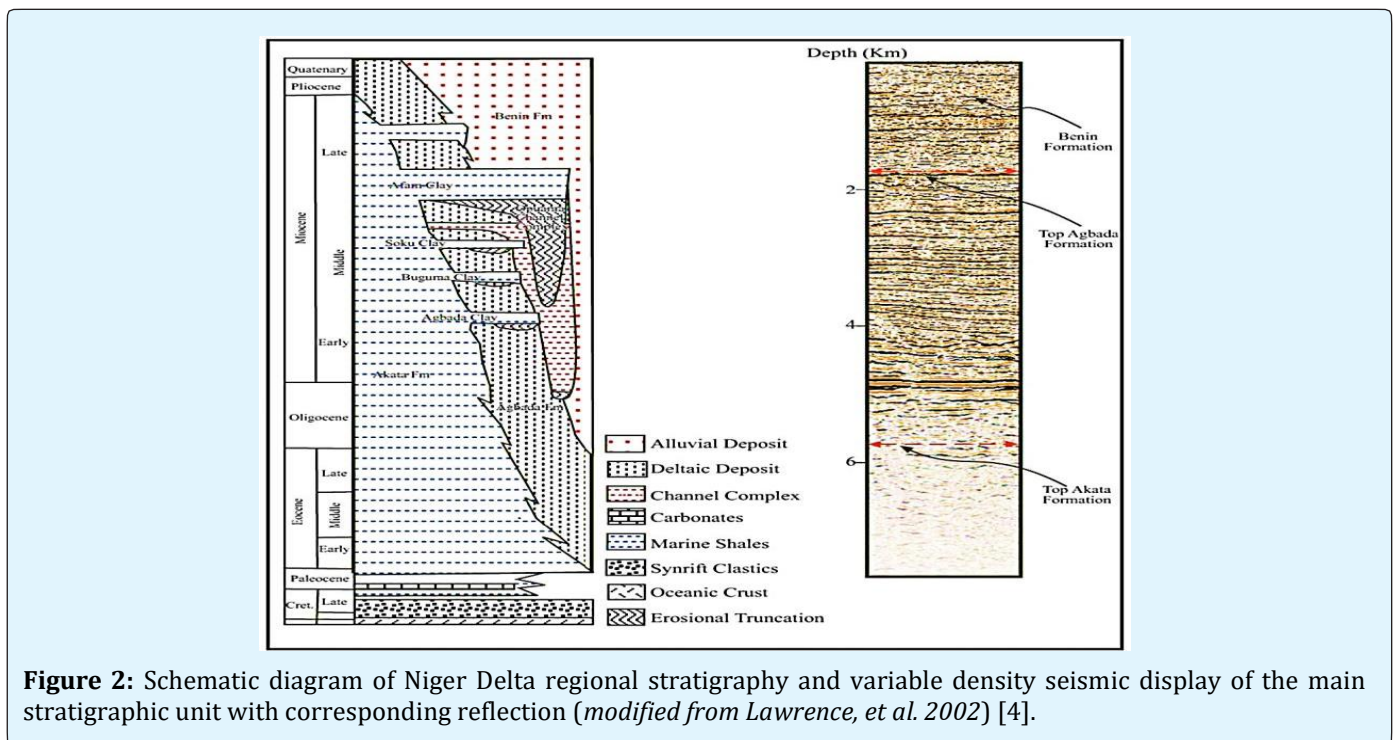 Depth (Km)
Quatenary
Pliocene
Miocene
Late
Middle
Early
Oligocene
Eocene
Late
Middle
Early
Paleocene
Cret.
Late
Benin Fm
Afam Clay
Channel
Soku Clay
Buguma Clay
Agbada Clay
Akata Fm
Agbada Fm
Alluvial Deposit
Deltaic Deposit
Channel Complex
Carbonates
Marine Shales
Synrift Clastics
Oceanic Crust
Erosional Truncation
2
4
6
Benin
Formation
Top Agbada
Formation
Top Akata
Formation
Figure 2: Schematic diagram of Niger Delta regional stratigraphy and variable density seismic display of the main
stratigraphic unit with corresponding reflection (modified from Lawrence, et al. 2002) [4].